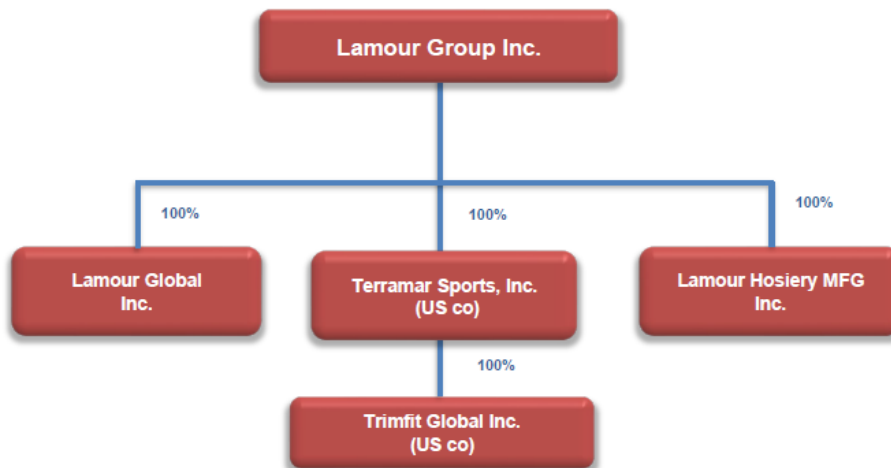 Lamour Group Inc.
100%
100%
100%
Lamour Global
Inc.
Terramar Sports, Inc.
(US co)
Lamour Hosiery MFG
Inc.
100%
Trimfit Global Inc.
(US co)